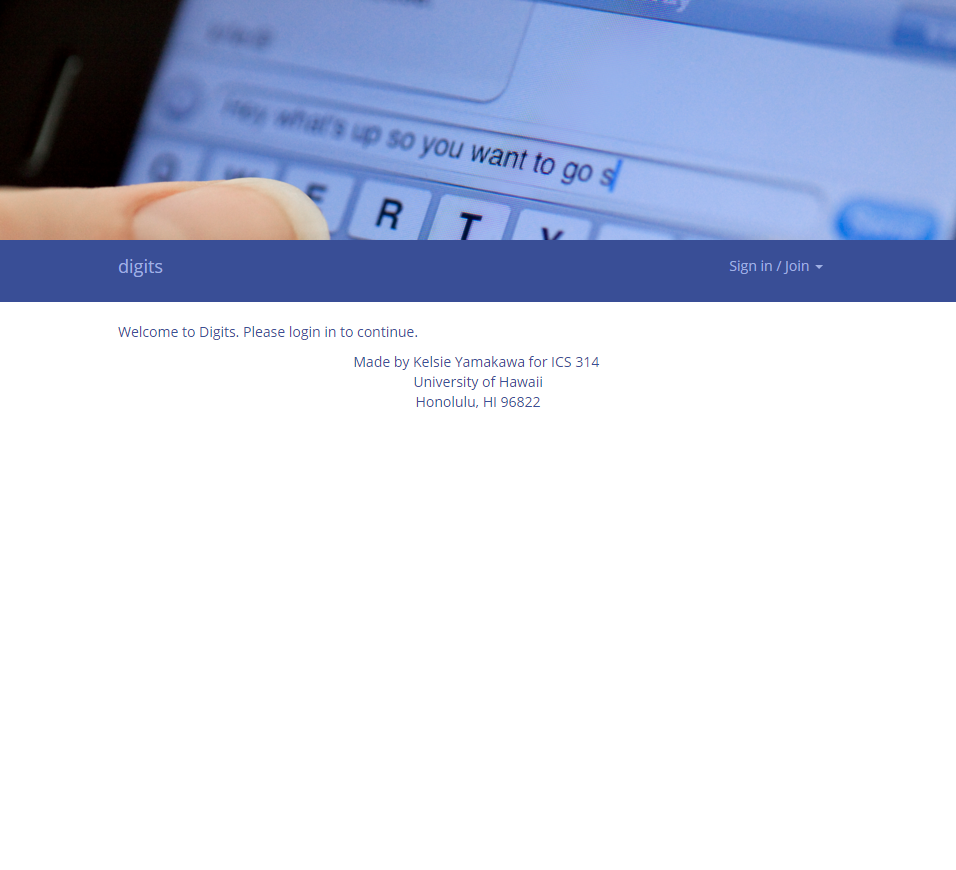 Hey what's up so you want to go s
Send
E R T Y
digits
Sign in / Join
Welcome to Digits. Please login in to continue.
Made by Kelsie Yamakawa for ICS 314
University of Hawaii
Honolulu, HI 96822